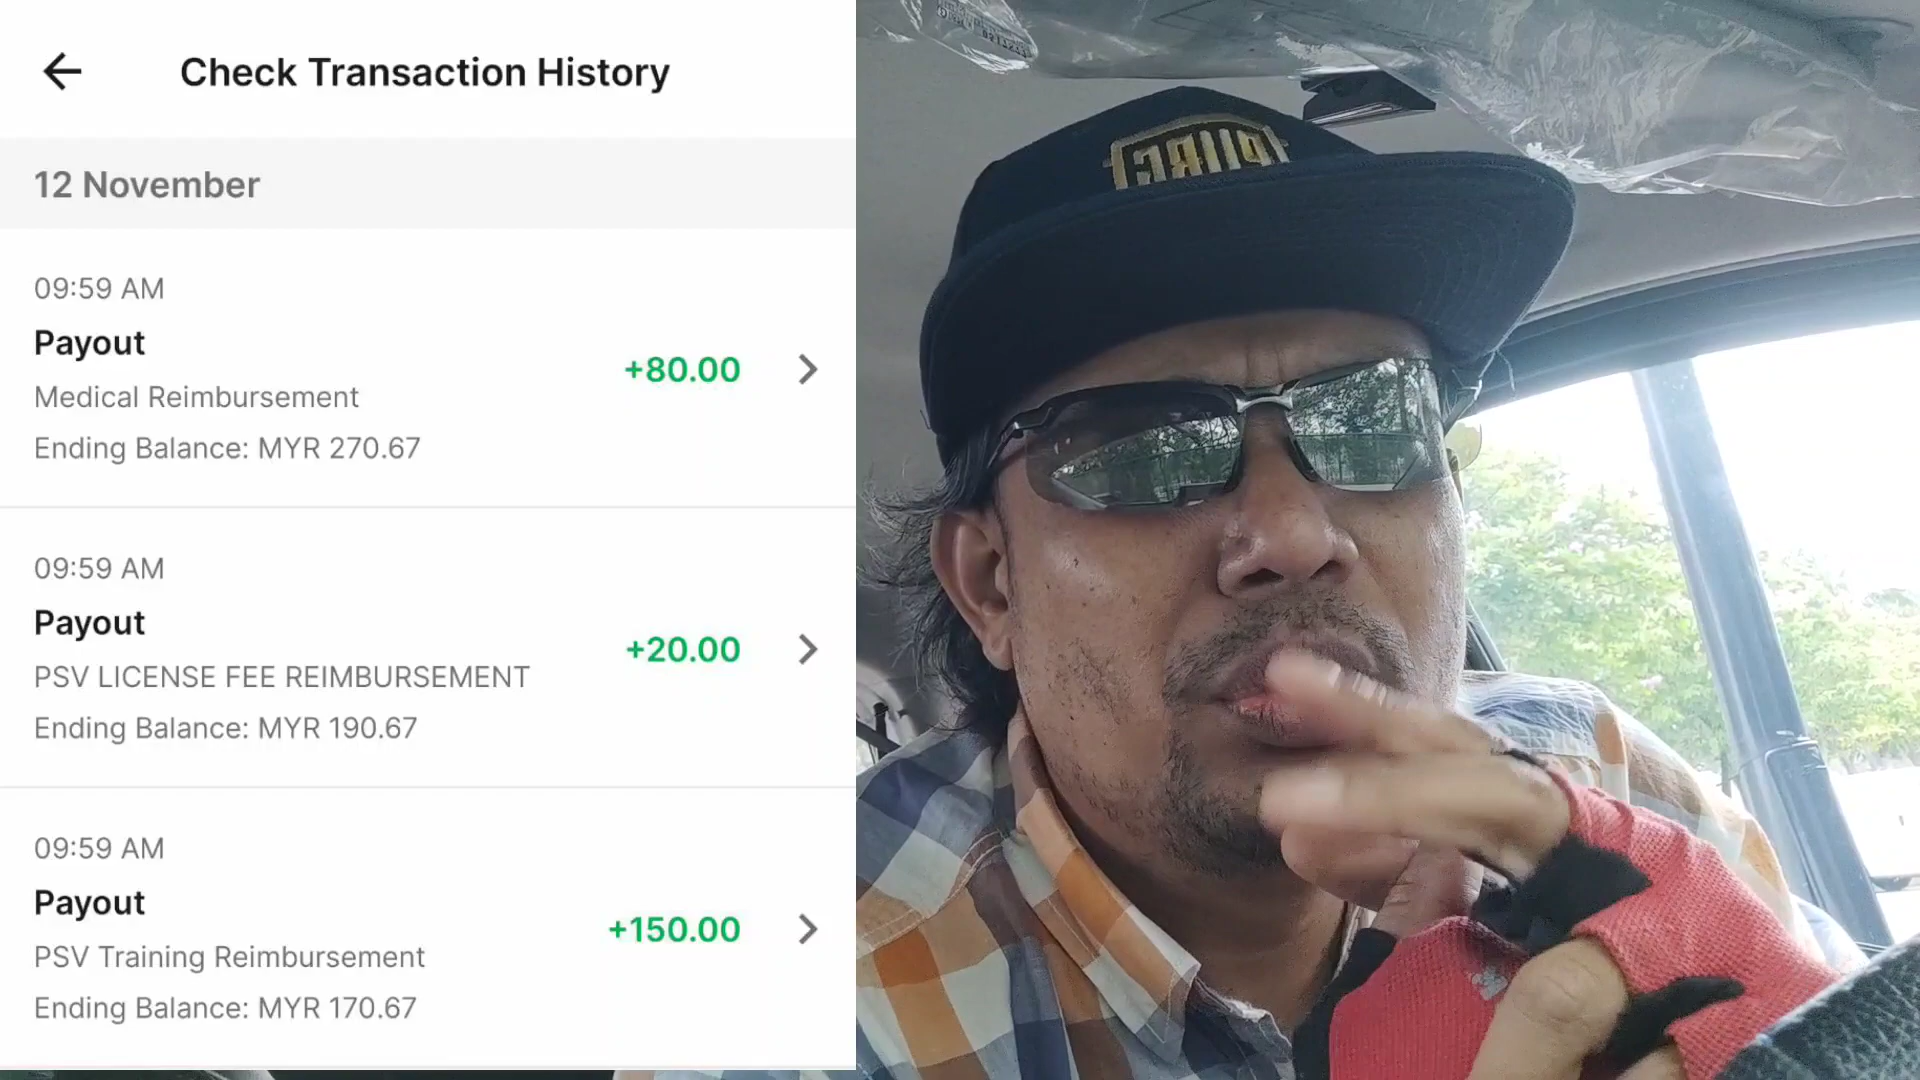 Check Transaction History
12 November
09:59 AM
Payout
+80.00
Medical Reimbursement
Ending Balance: MYR 270.67
09:59 AM
Payout
+20.00
PSV LICENSE FEE REIMBURSEMENT
Ending Balance: MYR 190.67
09:59 AM
Payout
+150.00
PSV Training Reimbursement
Ending Balance: MYR 170.67
PUBG